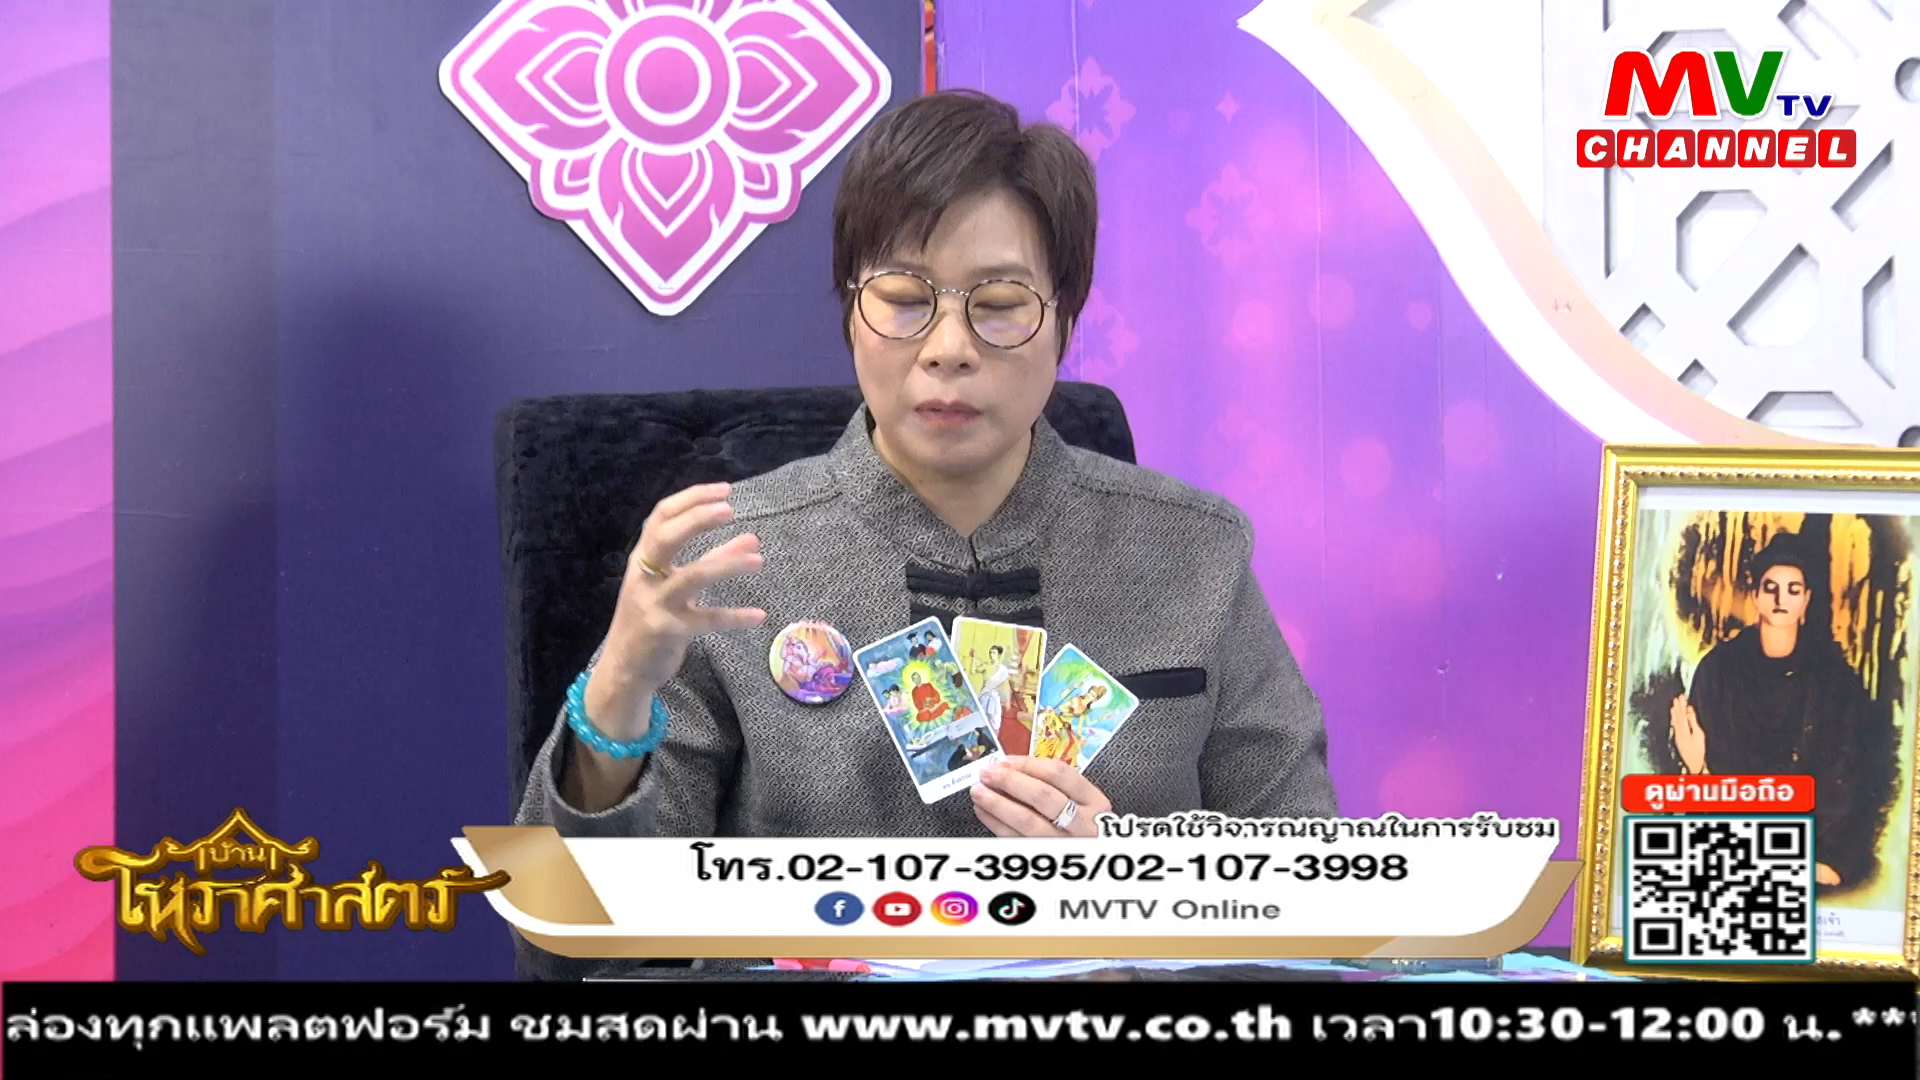 MVTV
CHANNEL
ดูผ่านมือถือ
โปรดใช้วิจารณญาณในการรับชม
บ้าน
โหราศาสตร์
โทร.02-107-3995/02-107-3998
MVTV Online
ล่องทุกแพลตฟอร์ม ชมสดผ่าน www.mvtv.co.th เวลา10:30-12:00 น.**